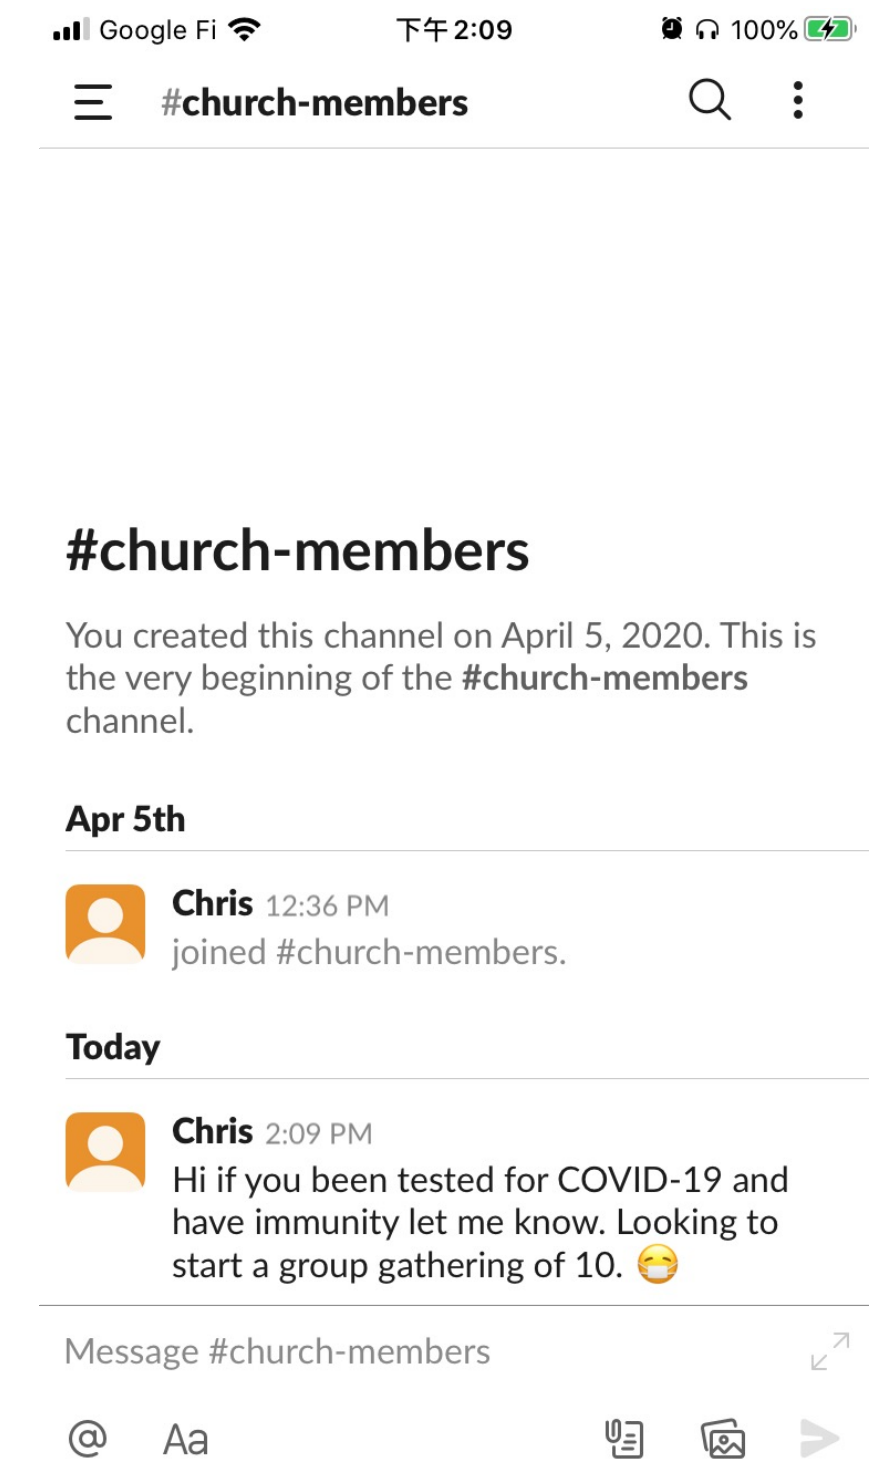 Google Fi 下午2:09 100%
#church-members
#church-members
You created this channel on April 5, 2020. This is
the very beginning of the #church-members
channel.
Apr 5th
Chris 12:36 PM
joined #church-members.
Today
Chris 2:09 PM
Hi if you been tested for COVID-19 and
have immunity let me know. Looking to
start a group gathering of 10. 😷
Message #church-members
@ Aa